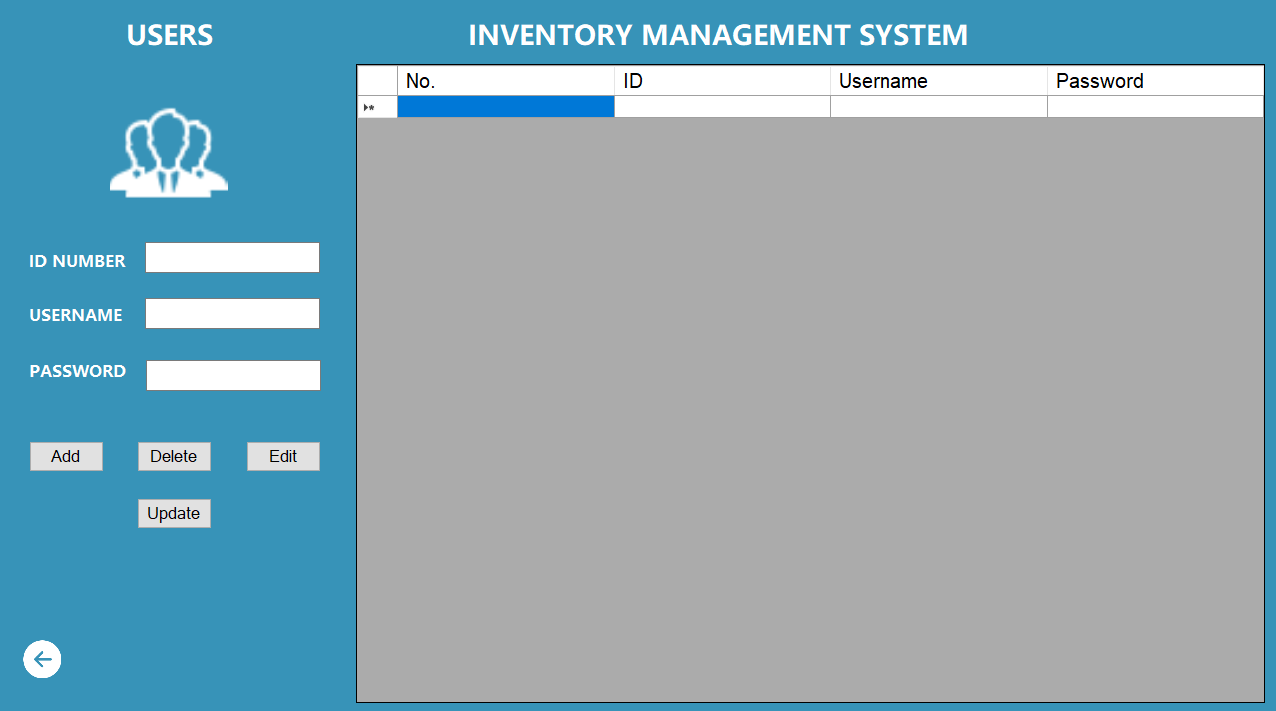 USERS
INVENTORY MANAGEMENT SYSTEM
No. ID Username Password
ID NUMBER
USERNAME
PASSWORD
Add Delete Edit
Update